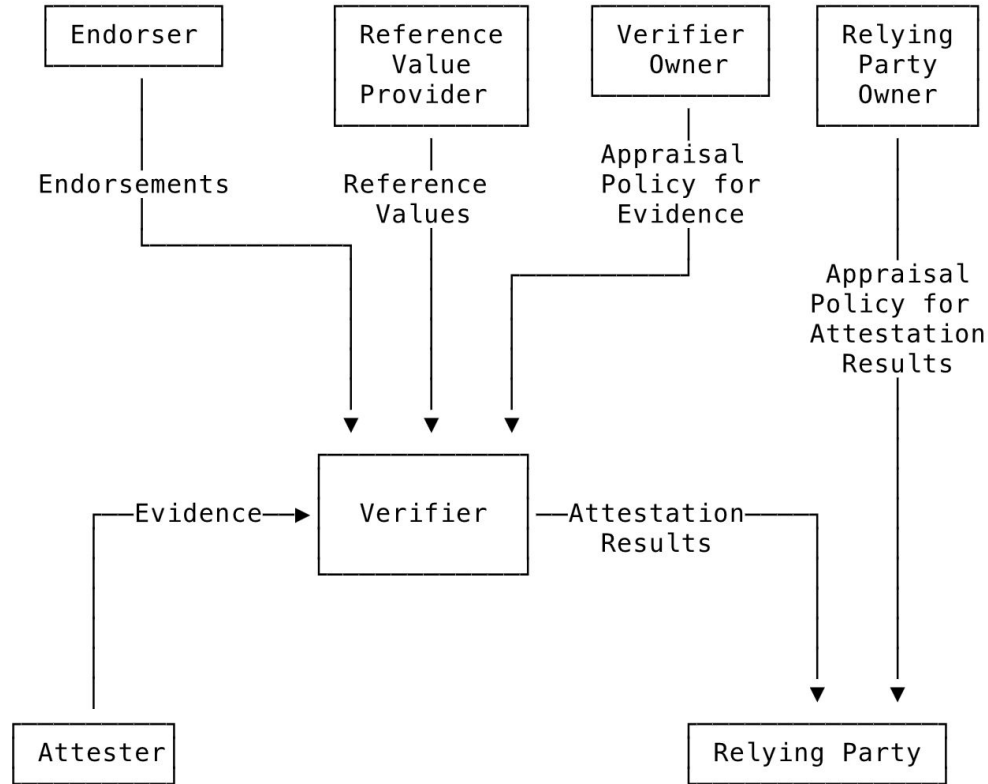 Endorser
Reference
Value
Provider
Verifier
Owner
Relying
Party
Owner
Endorsements
Reference
Values
Appraisal
Policy for
Evidence
Appraisal
Policy for
Attestation
Results
Evidence
Verifier
Attestation
Results
Attester
Relying Party